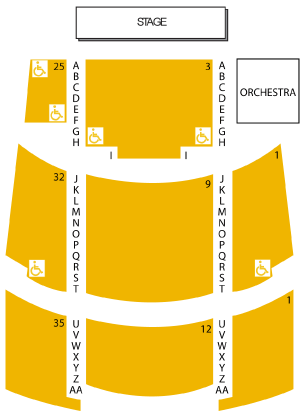 STAGE
25 A 3 A
B B
C C
D D
E E
F F
G G
H H
I I
ORCHESTRA
32 J 9 J 1
K K
L L
M M
N N
O O
P P
Q Q
R R
S S
T T
35 U 12 U 1
V V
W W
X X
Y Y
Z Z
AA AA